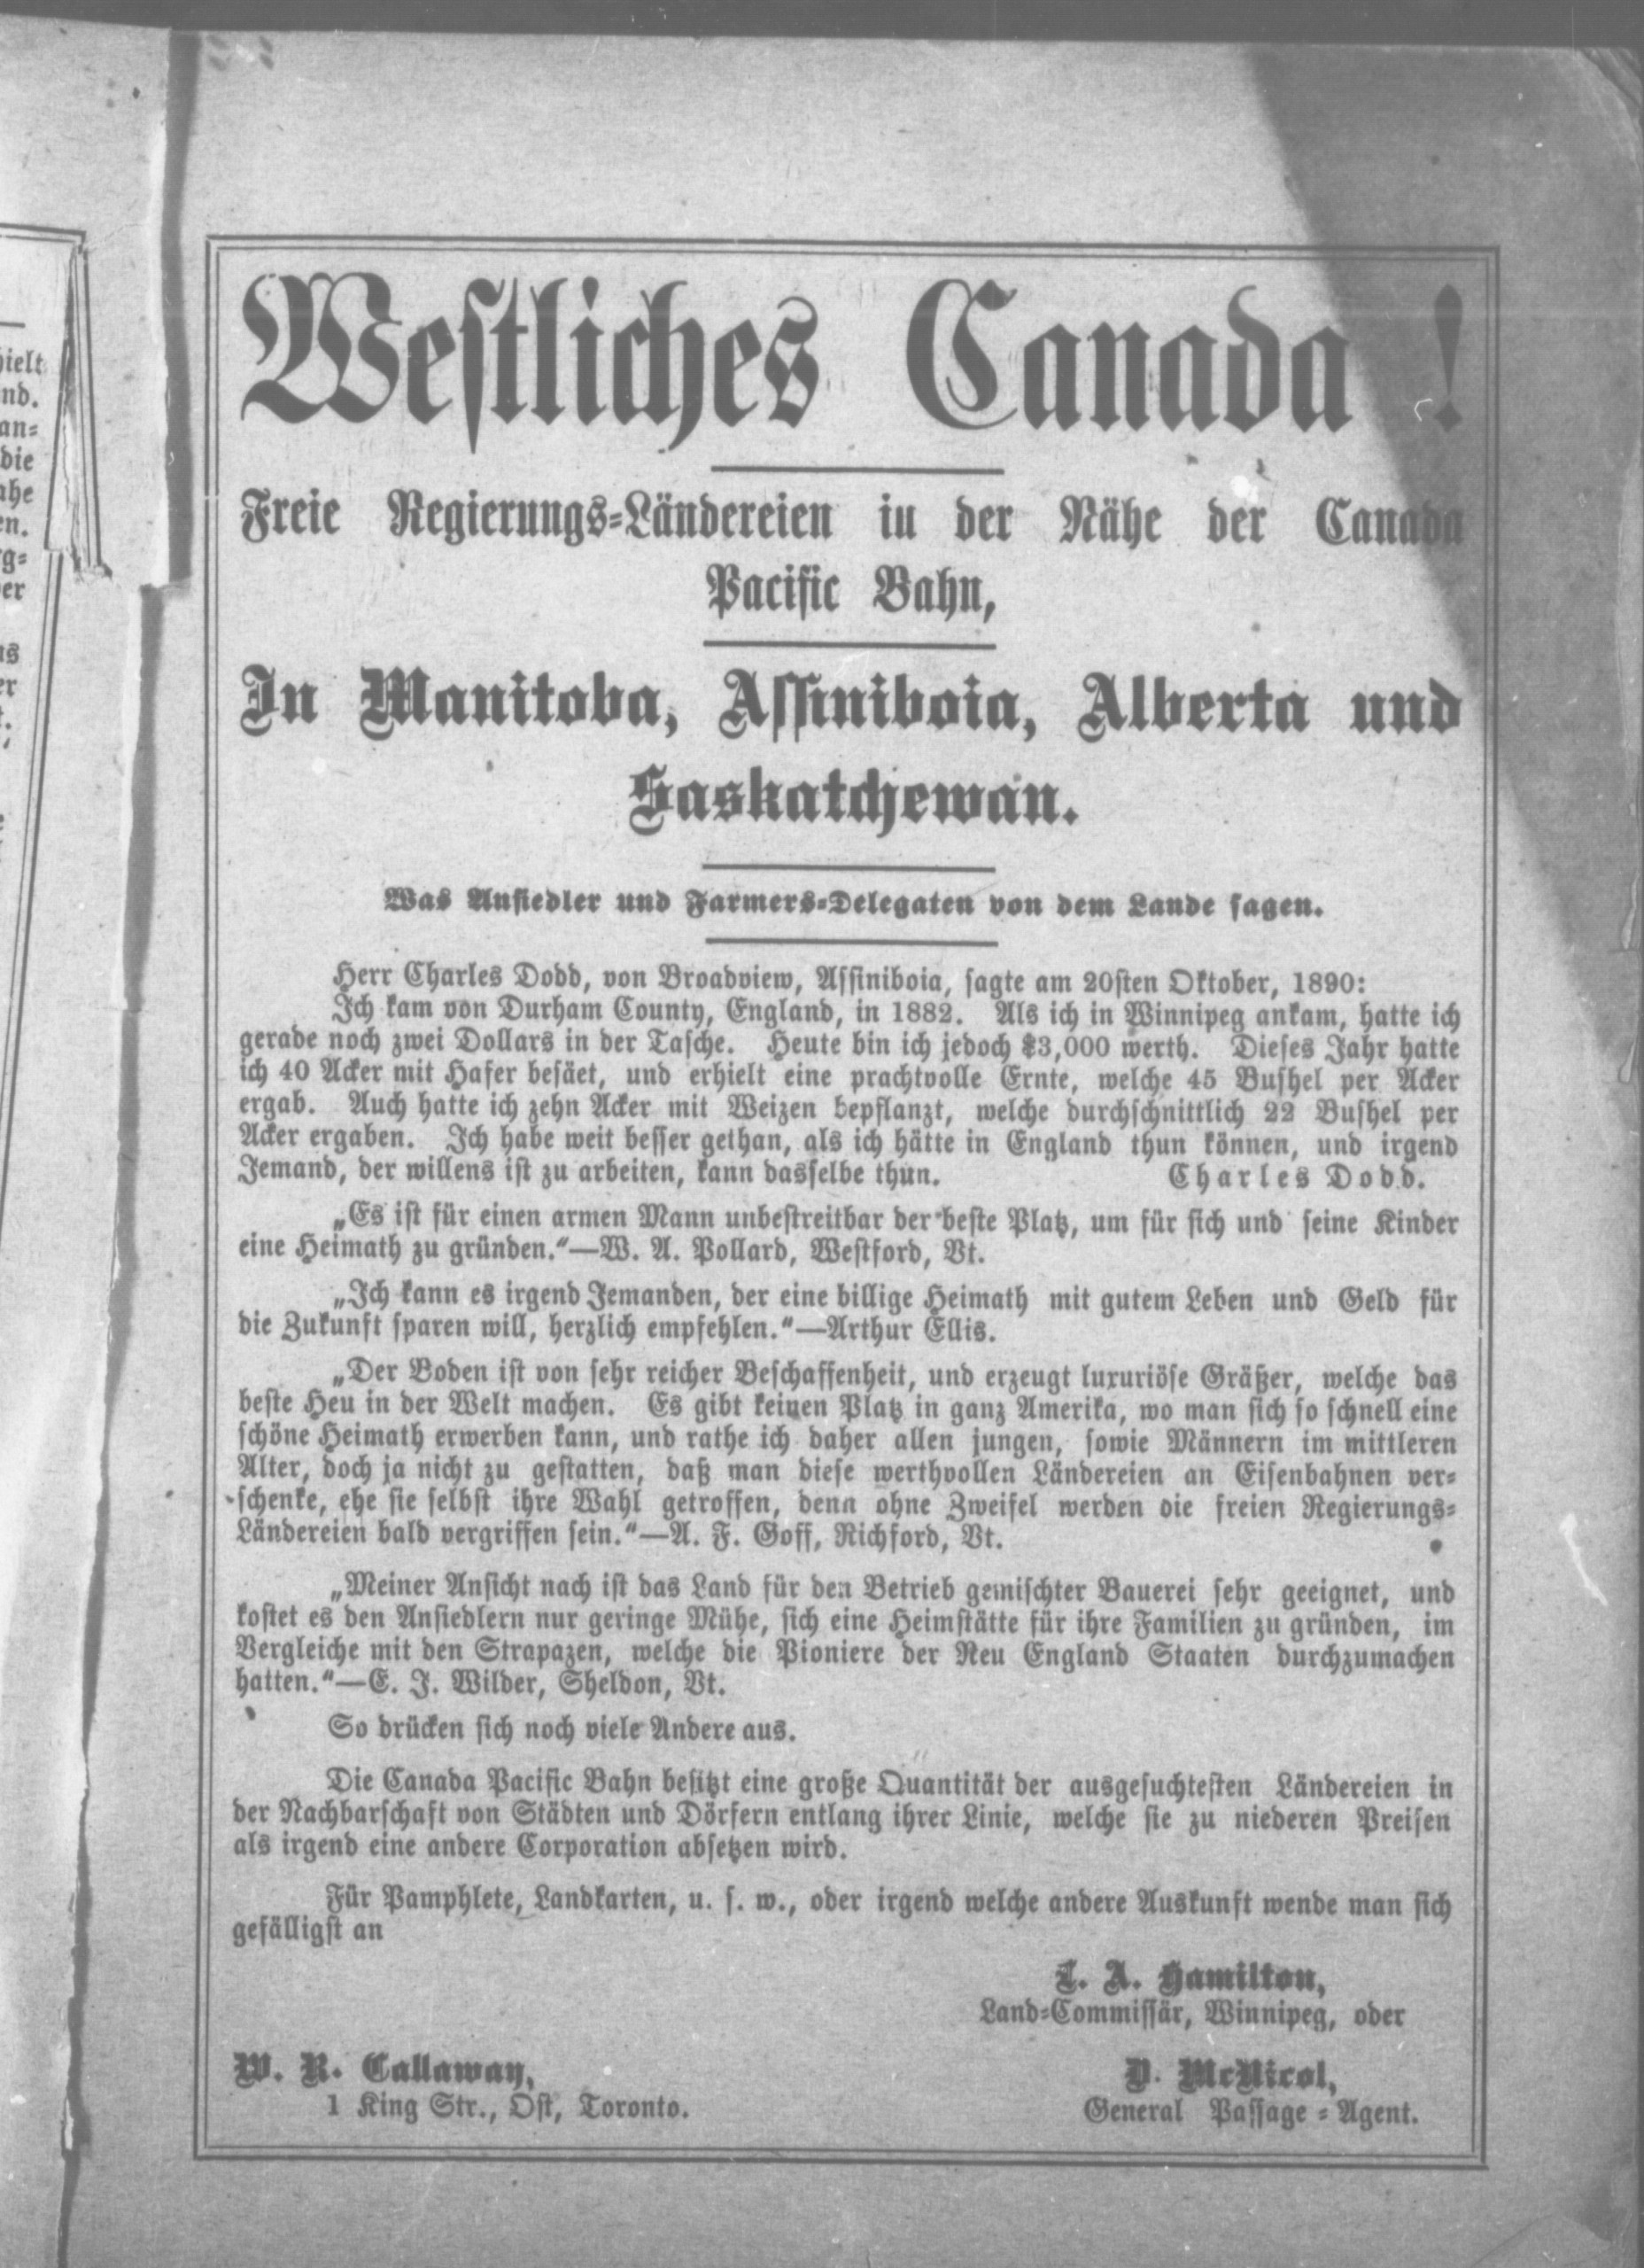 Westliches Canada!
Freie Regierungs-Ländereien in der Nähe der Canada
Pacific Bahn,
In Manitoba, Assiniboia, Alberta und
Saskatchewan.
Was Ansiedler und Farmers-Delegaten von dem Lande sagen.
Herr Charles Dodd, von Broadview, Assiniboia, sagte am 20sten Oktober, 1890:
Ich kam von Durham County, England, in 1882. Als ich in Winnipeg ankam, hatte ich
gerade noch zwei Dollars in der Tasche. Heute bin ich jedoch $3,000 werth. Dieses Jahr hatte
ich 40 Acker mit Hafer besäet, und erhielt eine prachtvolle Ernte, welche 45 Bushel per Acker
ergab. Auch hatte ich zehn Acker mit Weizen bepflanzt, welche durchschnittlich 22 Bushel per
Acker ergaben. Ich habe weit besser gethan, als ich hätte in England thun können, und irgend
Jemand, der willens ist zu arbeiten, kann dasselbe thun. Charles Dodd.
„Es ist für einen armen Mann unbestreitbar der beste Platz, um für sich und seine Kinder
eine Heimath zu gründen.“—W. A. Pollard, Westford, Vt.
„Ich kann es irgend Jemanden, der eine billige Heimath mit gutem Leben und Geld für
die Zukunft sparen will, herzlich empfehlen.“—Arthur Ellis.
„Der Boden ist von sehr reicher Beschaffenheit, und erzeugt luxuriöse Gräßer, welche das
beste Heu in der Welt machen. Es gibt keinen Platz in ganz Amerika, wo man sich so schnell eine
schöne Heimath erwerben kann, und rathe ich daher allen jungen, sowie Männern im mittleren
Alter, doch ja nicht zu gestatten, daß man diese werthvollen Ländereien an Eisenbahnen ver-
schenke, ehe sie selbst ihre Wahl getroffen, denn ohne Zweifel werden die freien Regierungs-
Ländereien bald vergriffen sein.“—A. F. Goff, Richford, Vt.
„Meiner Ansicht nach ist das Land für den Betrieb gemischter Bauerei sehr geeignet, und
kostet es den Ansiedlern nur geringe Mühe, sich eine Heimstätte für ihre Familien zu gründen, im
Vergleiche mit den Strapazen, welche die Pioniere der Neu England Staaten durchzumachen
hatten.“—E. J. Wilder, Sheldon, Vt.
So drücken sich noch viele Andere aus.
Die Canada Pacific Bahn besitzt eine große Quantität der ausgesuchtesten Ländereien in
der Nachbarschaft von Städten und Dörfern entlang ihrer Linie, welche sie zu niederen Preisen
als irgend eine andere Corporation absetzen wird.
Für Pamphlete, Landkarten, u. s. w., oder irgend welche andere Auskunft wende man sich
gefälligst an
L. A. Hamilton,
Land-Commissär, Winnipeg, oder
W. R. Callaway,
1 King Str., Ost, Toronto.
D. McNicol,
General Passage-Agent.